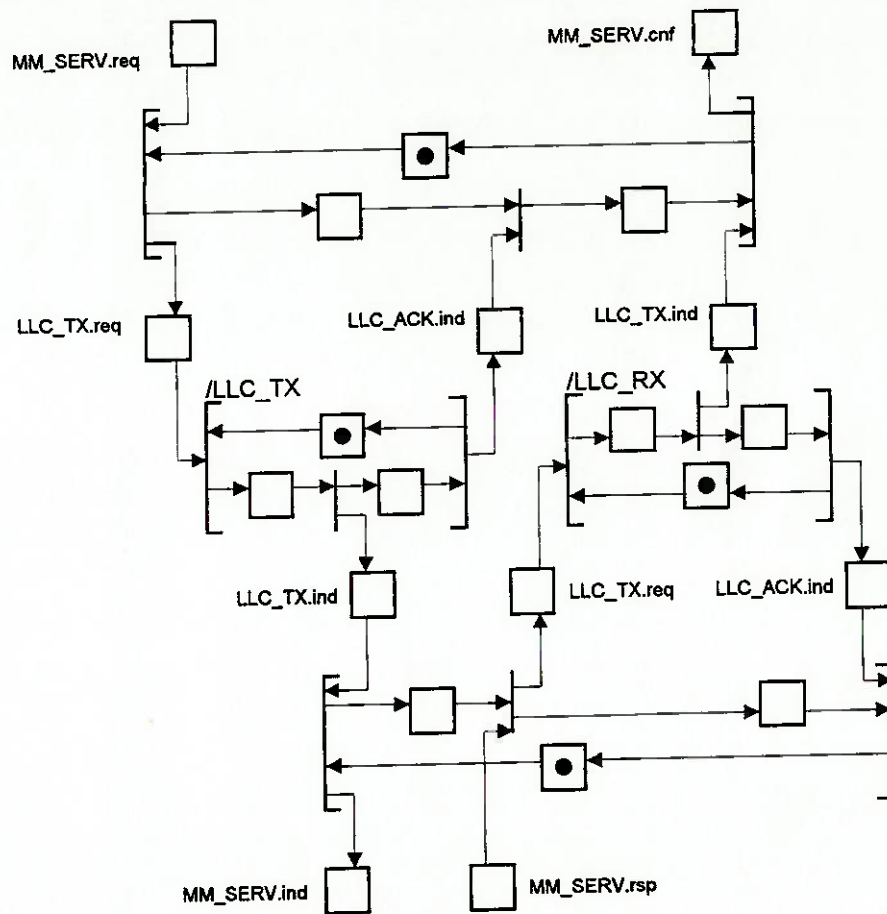 MM_SERV.req
MM_SERV.cnf
LLC_TX.req
LLC_ACK.ind
LLC_TX.ind
/LLC_TX
/LLC_RX
LLC_TX.ind
LLC_TX.req
LLC_ACK.ind
MM_SERV.ind
MM_SERV.rsp